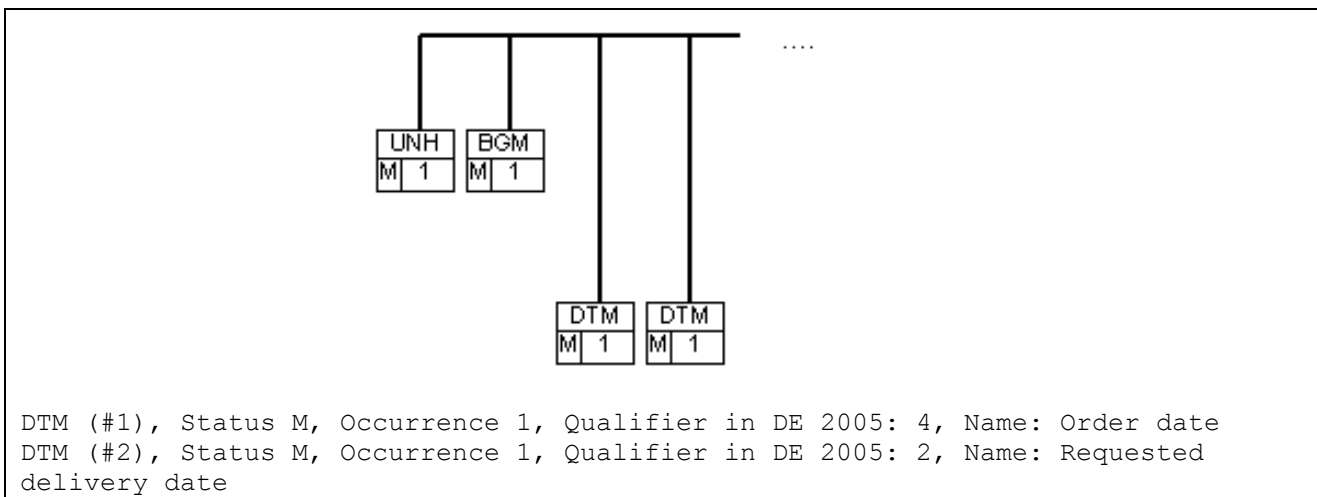 ....
UNH BGM
M 1 M 1
DTM DTM
M 1 M 1
DTM (#1), Status M, Occurrence 1, Qualifier in DE 2005: 4, Name: Order date
DTM (#2), Status M, Occurrence 1, Qualifier in DE 2005: 2, Name: Requested
delivery date